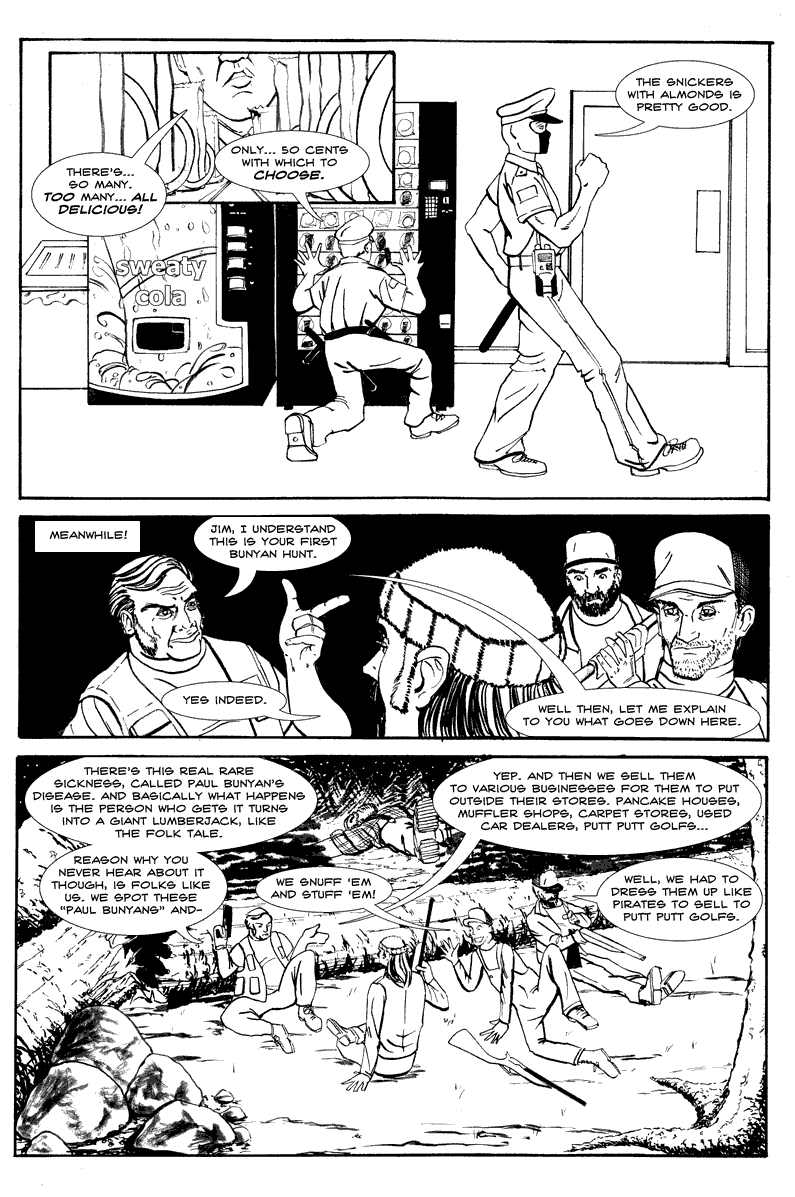 THERE'S...
SO MANY.
TOO MANY... ALL
DELICIOUS!
ONLY... 50 CENTS
WITH WHICH TO
CHOOSE.
THE SNICKERS
WITH ALMONDS IS
PRETTY GOOD.
sweaty
cola
MEANWHILE!
JIM, I UNDERSTAND
THIS IS YOUR FIRST
BUNYAN HUNT.
YES INDEED.
WELL THEN, LET ME EXPLAIN
TO YOU WHAT GOES DOWN HERE.
THERE'S THIS REAL RARE
SICKNESS, CALLED PAUL BUNYAN'S
DISEASE. AND BASICALLY WHAT HAPPENS
IS THE PERSON WHO GETS IT TURNS
INTO A GIANT LUMBERJACK, LIKE
THE FOLK TALE.
REASON WHY YOU
NEVER HEAR ABOUT IT
THOUGH, IS FOLKS LIKE
US. WE SPOT THESE
"PAUL BUNYANS" AND-
WE SNUFF 'EM
AND STUFF 'EM!
YEP. AND THEN WE SELL THEM
TO VARIOUS BUSINESSES FOR THEM TO PUT
OUTSIDE THEIR STORES. PANCAKE HOUSES,
MUFFLER SHOPS, CARPET STORES, USED
CAR DEALERS, PUTT PUTT GOLFS...
WELL, WE HAD TO
DRESS THEM UP LIKE
PIRATES TO SELL TO
PUTT PUTT GOLFS.